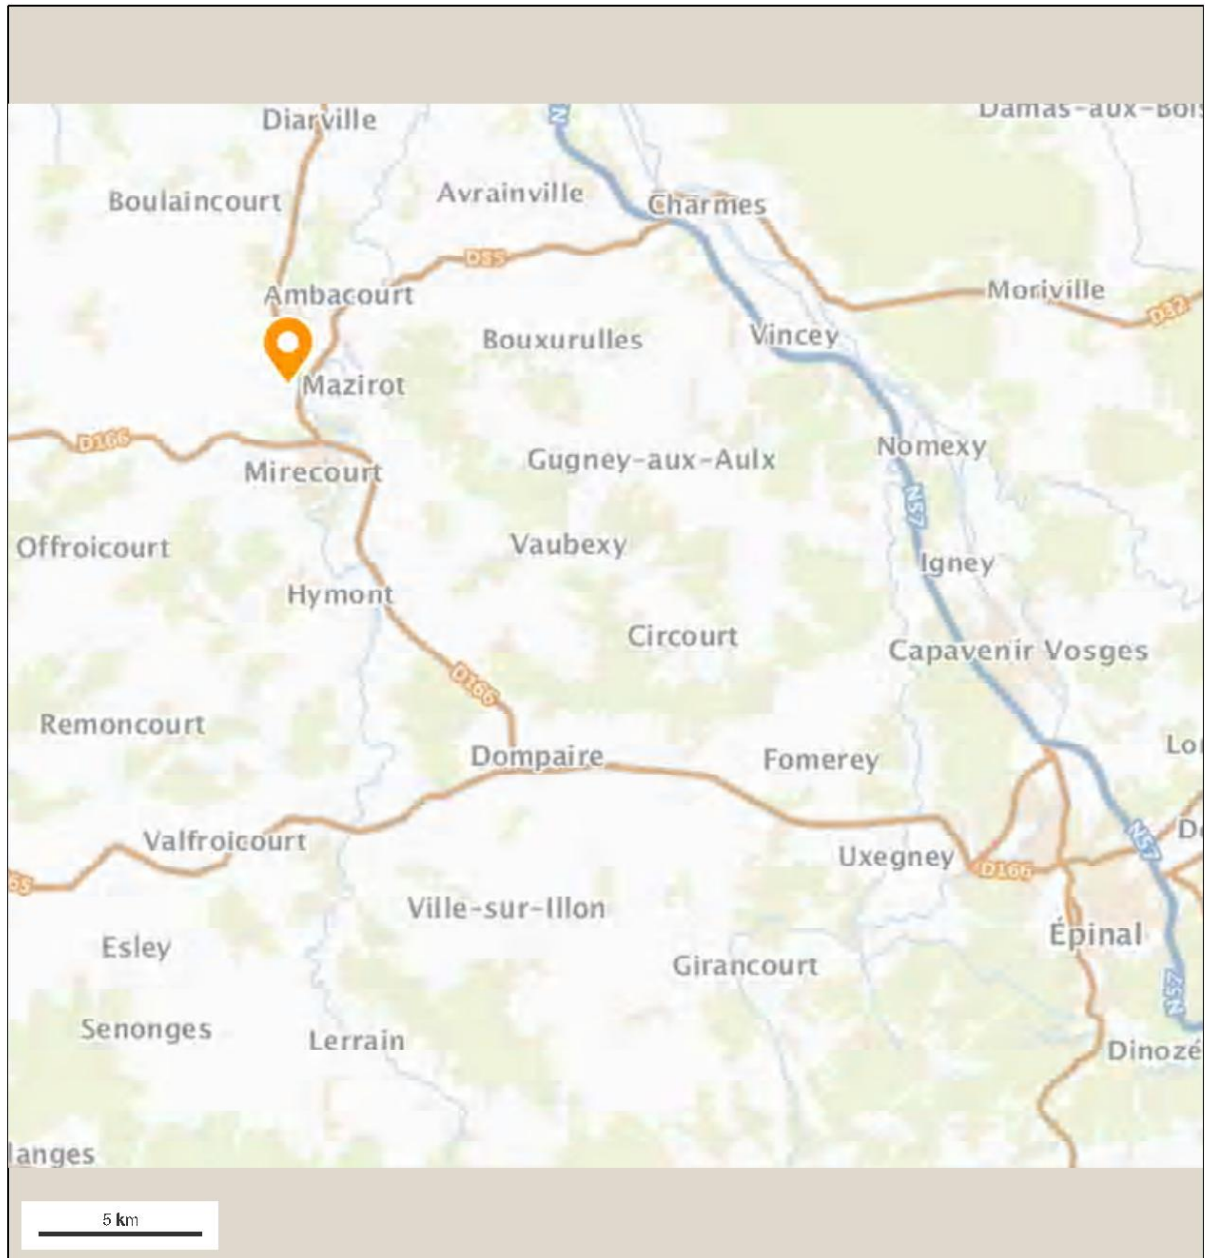 Damas-aux-Bois
Diarville
N
Boulaincourt
Avrainville
Charmes
D55
Ambacourt
Moriville
D32
Bouxurulles
Vincey
Mazirot
D166
Mirecourt
Gugney-aux-Aulx
Nomexy
N57
Offroicourt
Vaubexy
Igney
Hymont
Circourt
Capavenir Vosges
D166
Remoncourt
Dompaire
Fomerey
Lon
Valfroicourt
N57
De
Uxegney
D166
Ville-sur-Illon
Épinal
Esley
Girancourt
N57
Senonges
Lerrain
Dinozé
langes
5 km